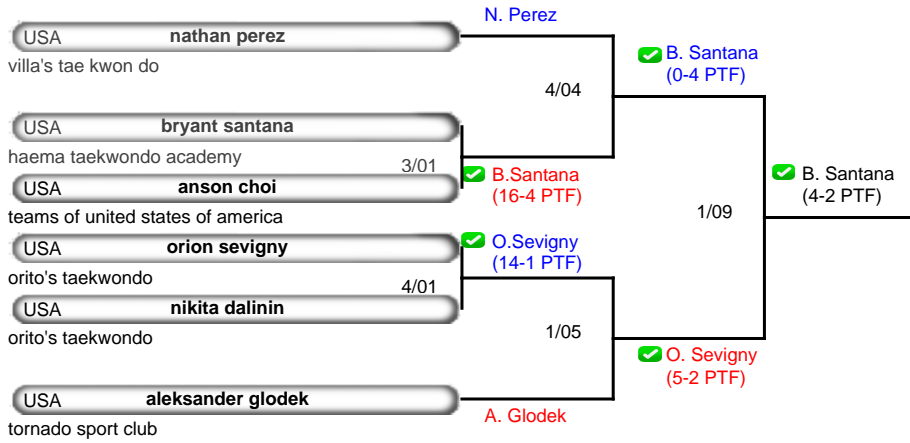 N. Perez
USA nathan perez
villa's tae kwon do
B. Santana
(0-4 PTF)
4/04
USA bryant santana
haema taekwondo academy
3/01
B.Santana
(16-4 PTF)
USA anson choi
teams of united states of america
B. Santana
(4-2 PTF)
1/09
USA orion sevigny
orito's taekwondo
O.Sevigny
(14-1 PTF)
4/01
USA nikita dalinin
orito's taekwondo
1/05
O. Sevigny
(5-2 PTF)
USA aleksander glodek
tornado sport club
A. Glodek